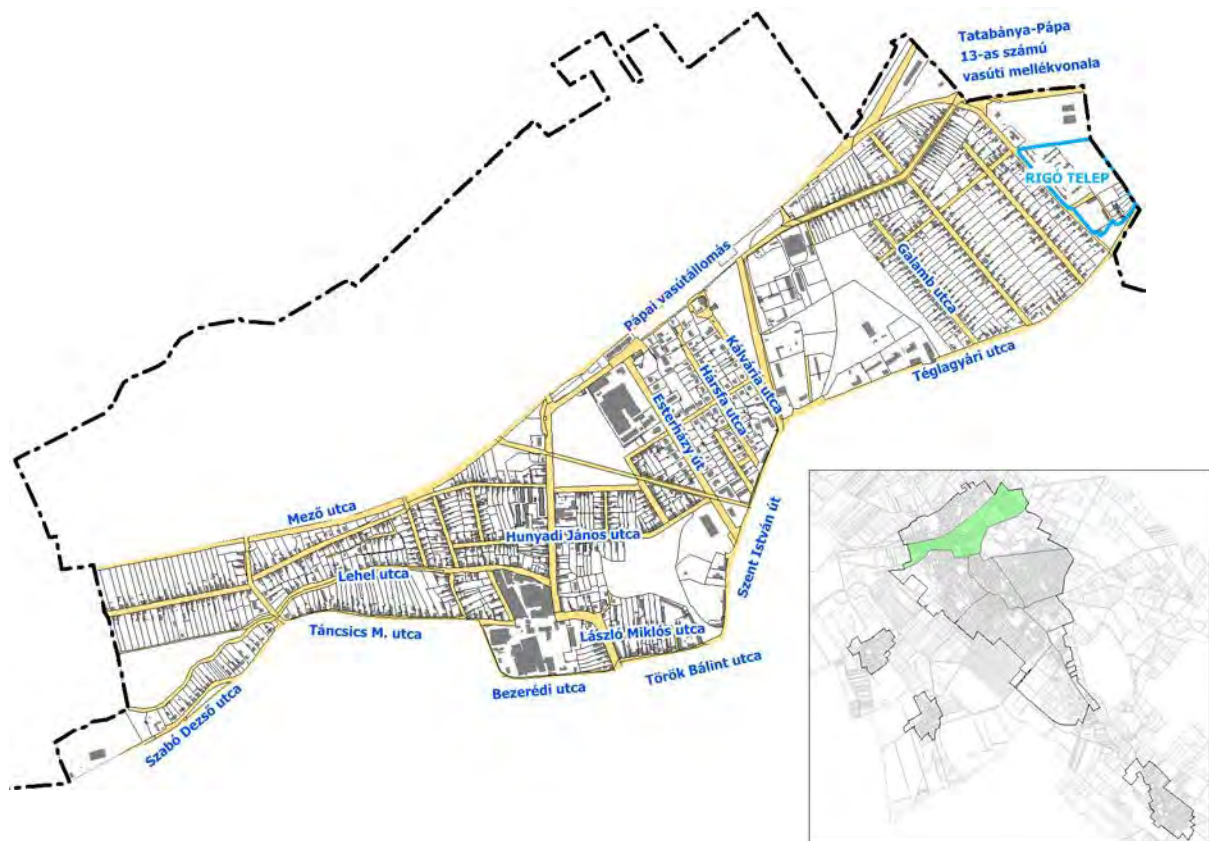 Tatabánya-Pápa
13-as számú
vasúti mellékvonala
RIGÓ TELEP
Pápai vasútállomás
Galamb utca
Téglagyári utca
Kálvária utca
Hársfa utca
Esterházy út
Mező utca
Hunyadi János utca
Szent István út
Lehel utca
Táncsics M. utca
László Miklós utca
Török Bálint utca
Bezerédi utca
Szabó Dezső utca